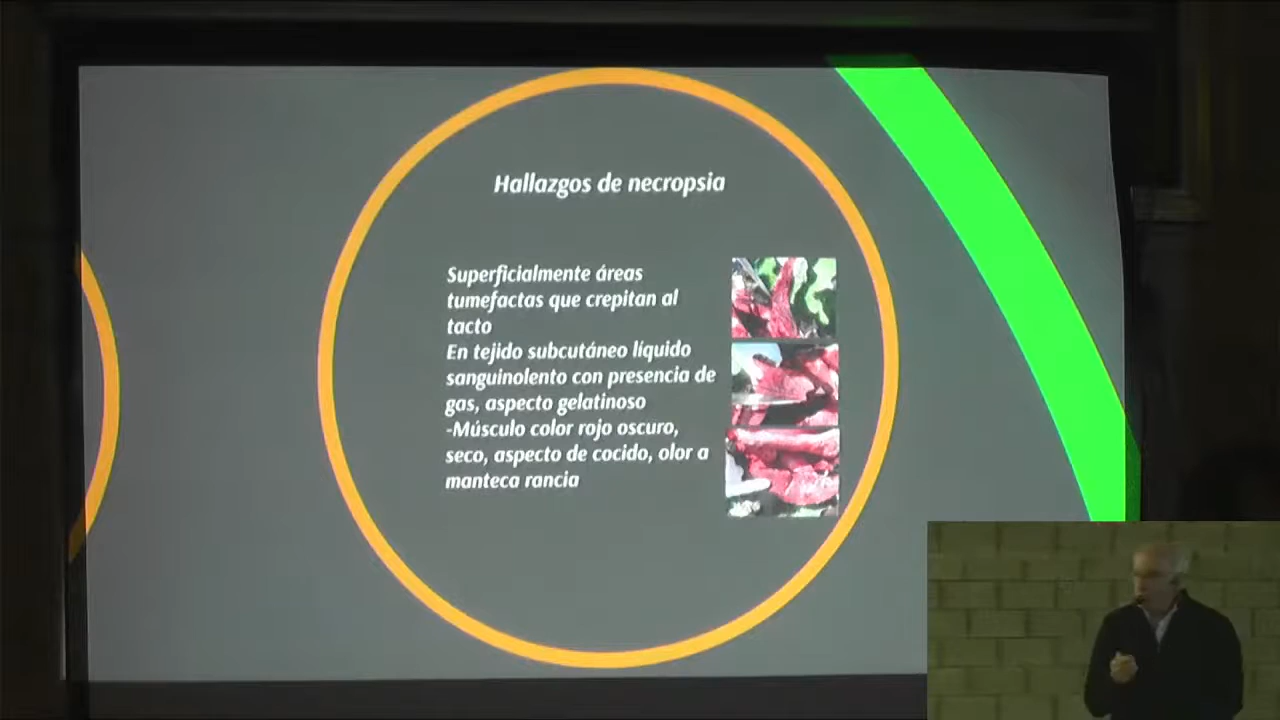 Hallazgos de necropsia
Superficialmente áreas
tumefactas que crepitan al
tacto
En tejido subcutáneo líquido
sanguinolento con presencia de
gas, aspecto gelatinoso
-Músculo color rojo oscuro,
seco, aspecto de cocido, olor a
manteca rancia